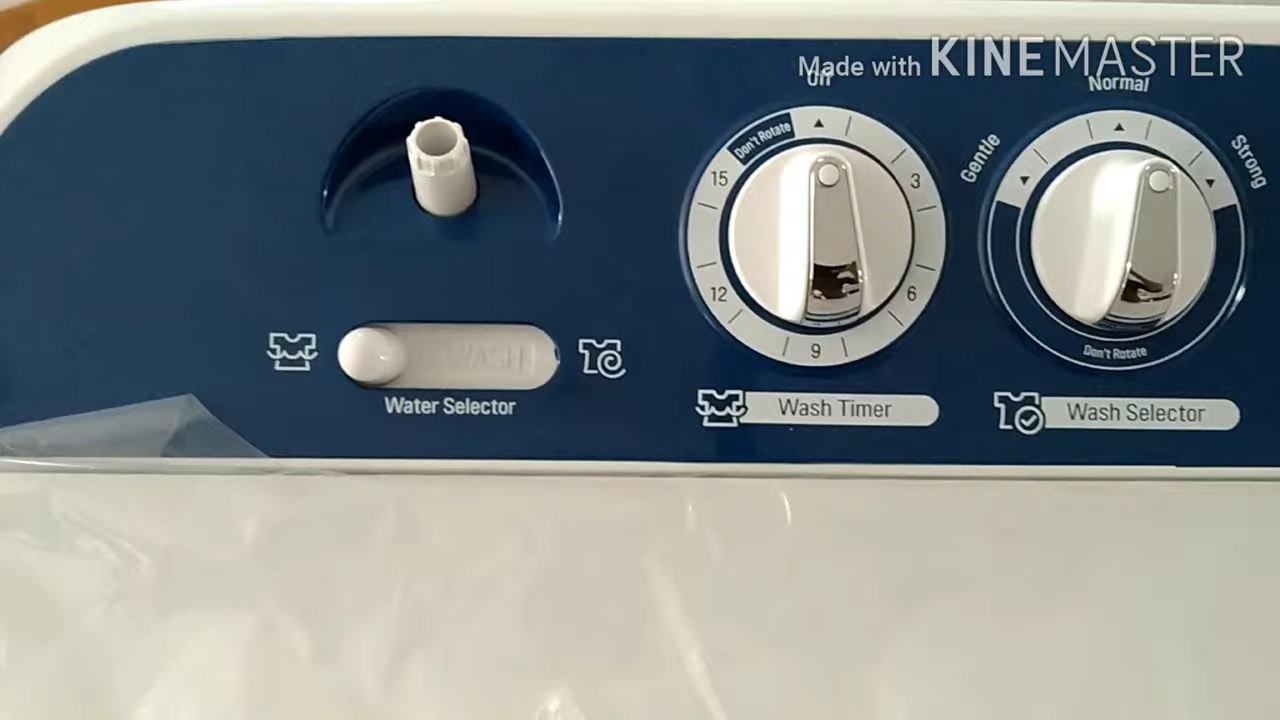 Made with KINEMASTER
Off
Normal
Gentle
Strong
Don't Rotate
15
3
12
6
9
Don't Rotate
WASH
Water Selector
Wash Timer
Wash Selector